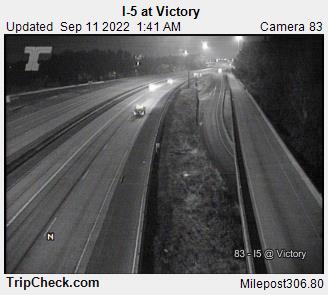 I-5 at Victory
Updated Sep 11 2022 1:41 AM Camera 83
T
N
83 - I5 @ Victory
TripCheck.com Milepost306.80